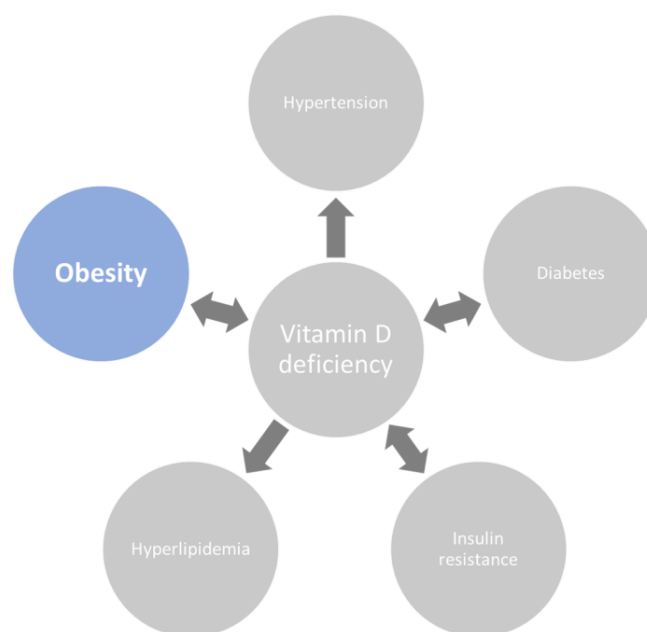 Hypertension
Obesity
Diabetes
Vitamin D
deficiency
Hyperlipidemia
Insulin
resistance